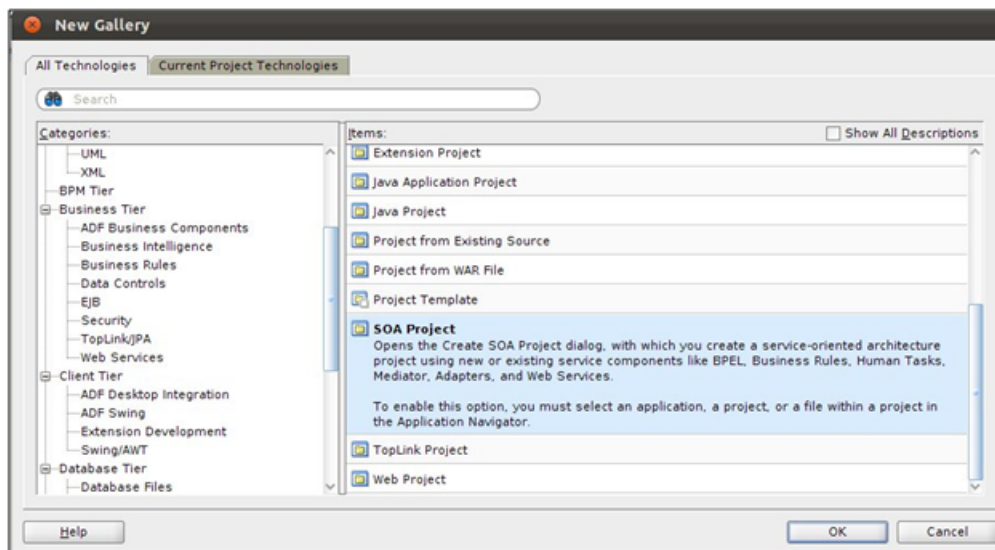 New Gallery
All Technologies
Current Project Technologies
Search
Categories:
UML
XML
BPM Tier
Business Tier
ADF Business Components
Business Intelligence
Business Rules
Data Controls
EJB
Security
TopLink/JPA
Web Services
Client Tier
ADF Desktop Integration
ADF Swing
Extension Development
Swing/AWT
Database Tier
Database Files
Items:
Show All Descriptions
Extension Project
Java Application Project
Java Project
Project from Existing Source
Project from WAR File
Project Template
SOA Project
Opens the Create SOA Project dialog, with which you create a service-oriented architecture
project using new or existing service components like BPEL, Business Rules, Human Tasks,
Mediator, Adapters, and Web Services.
To enable this option, you must select an application, a project, or a file within a project in
the Application Navigator.
TopLink Project
Web Project
Help
OK
Cancel